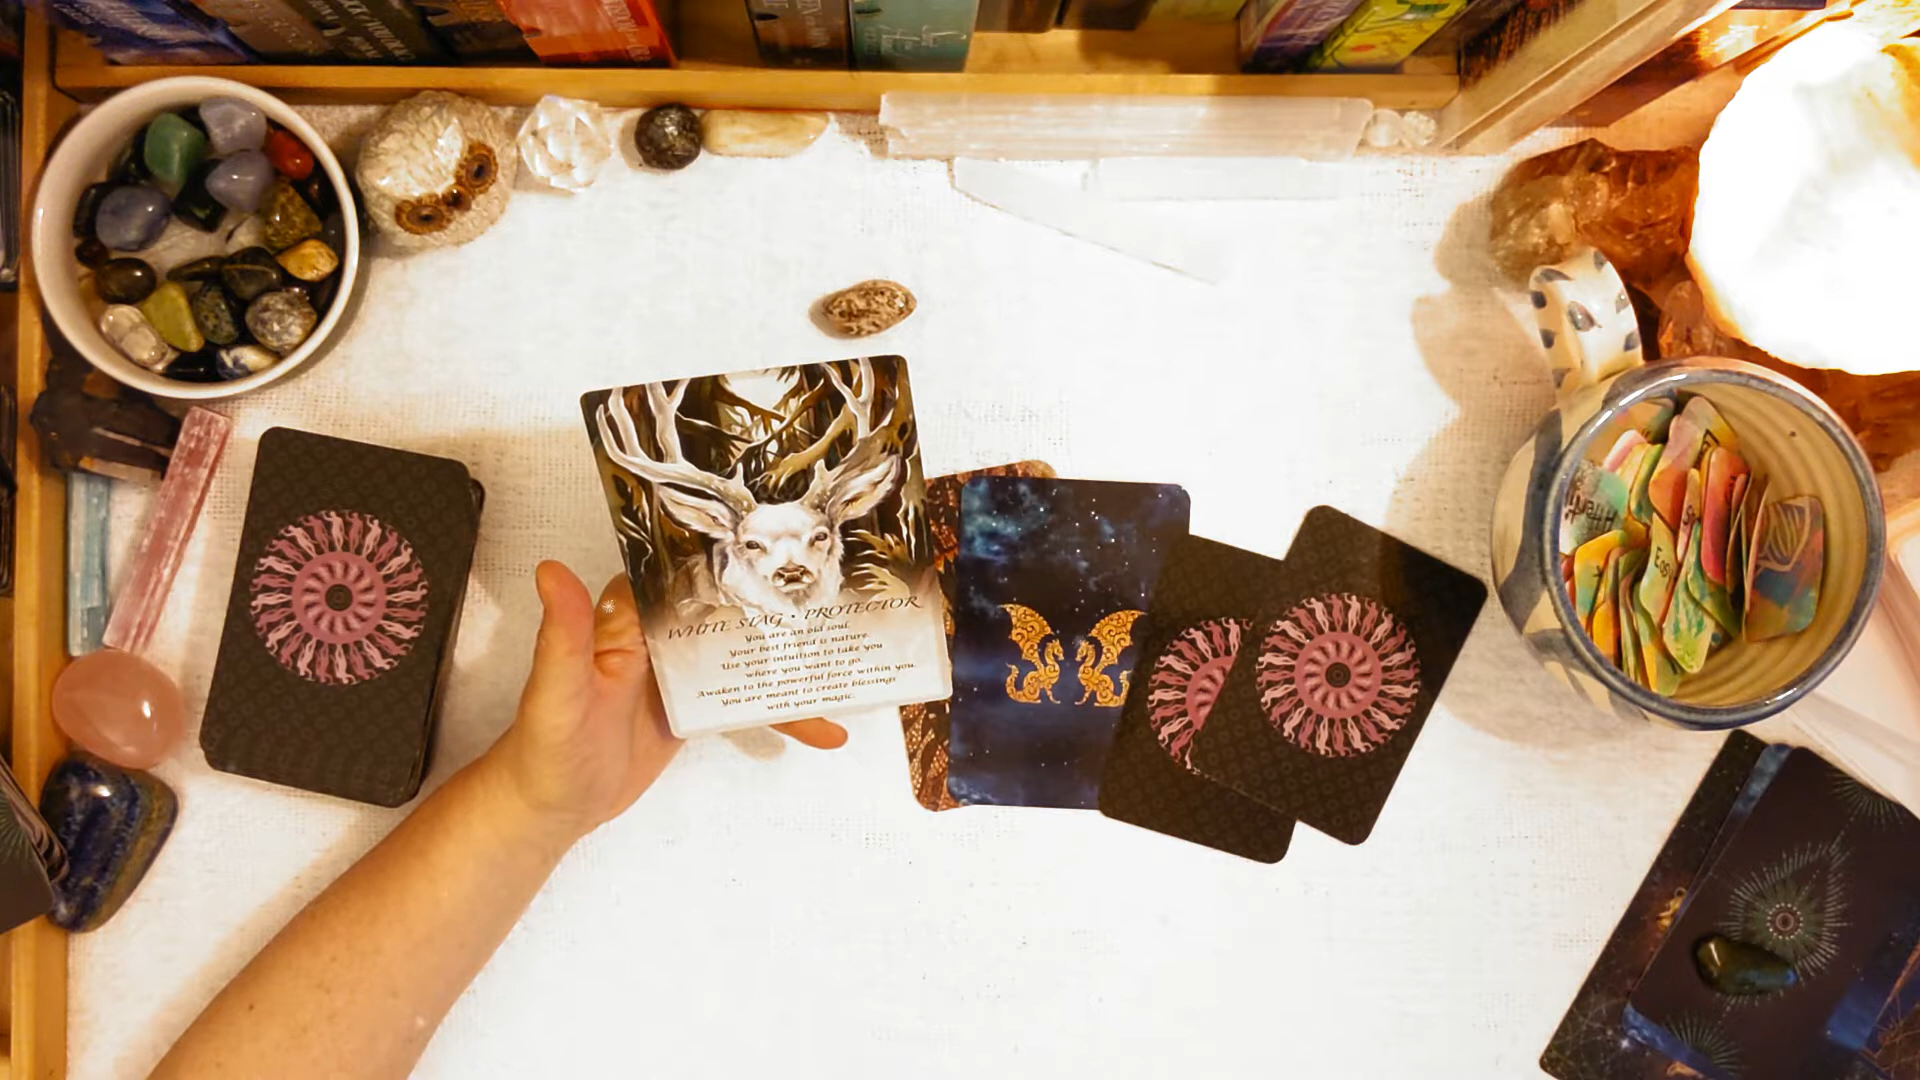 WHITE STAG • PROTECTOR
You are an old soul.
Your best friend is nature.
Use your intuition to take you
where you want to go.
Awaken to the powerful force within you.
You are meant to create blessings
with your magic.